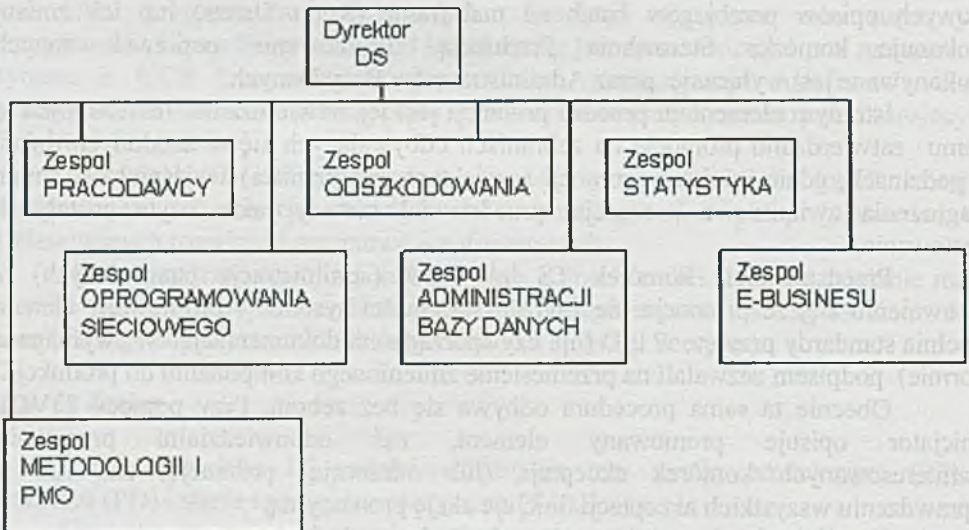 Dyrektor
DS
Zespol
PRACODAWCY
Zespol
ODSZKODOWANIA
Zespol
STATYSTYKA
Zespol
OPROGRAMOWANIA
SIECIOWEGO
Zespol
ADMINISTRACJI
BAZY DANYCH
Zespol
E-BUSINESU
Zespol
METODOLOGII I
PMO